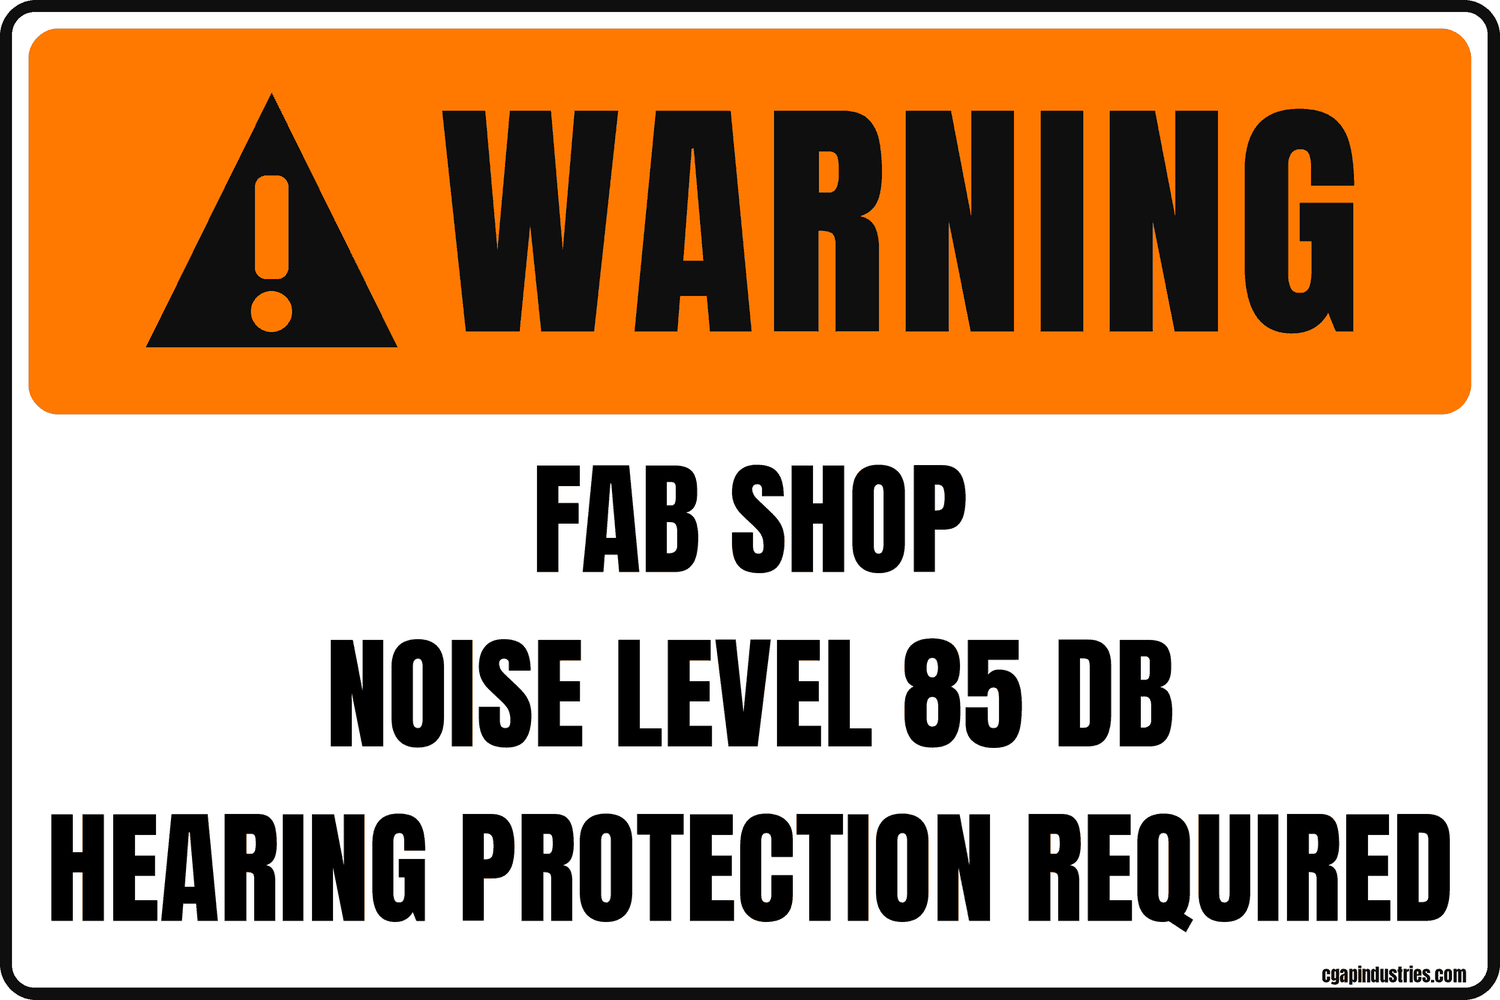 WARNING
FAB SHOP
NOISE LEVEL 85 DB
HEARING PROTECTION REQUIRED
cgapindustries.com